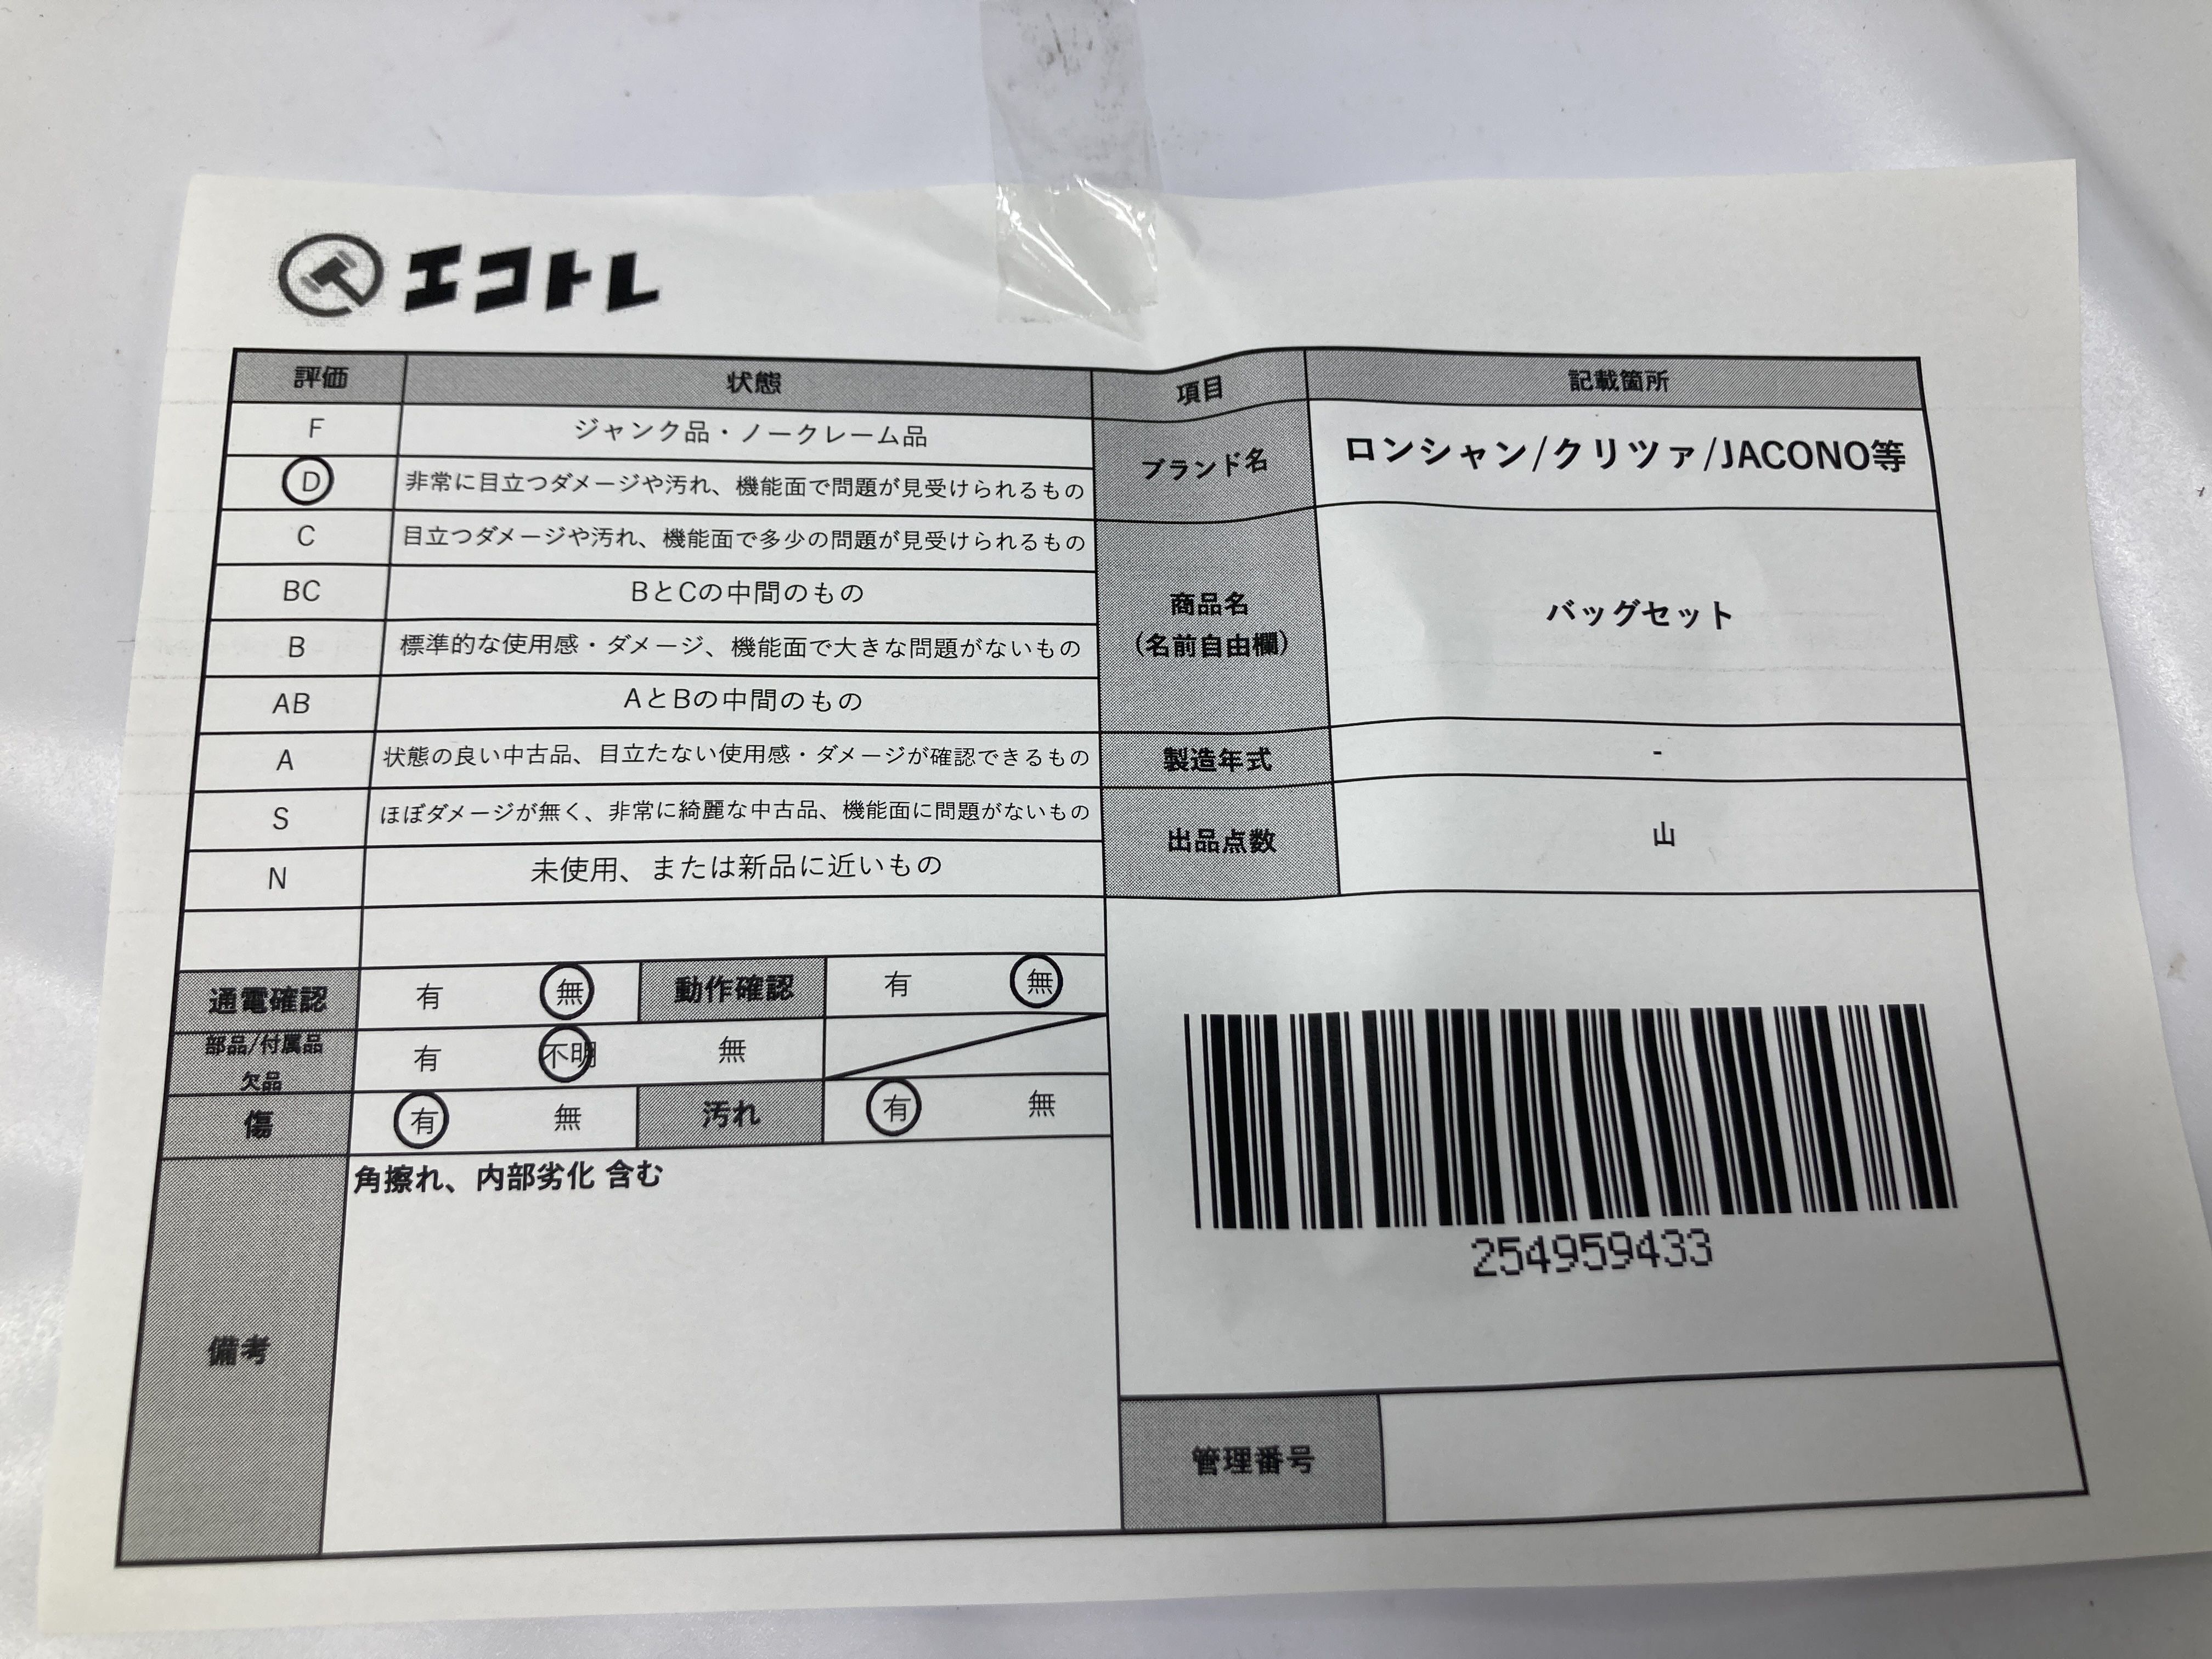 エコトレ
評価 状態
F ジャンク品・ノークレーム品
D 非常に目立つダメージや汚れ、機能面で問題が見受けられるもの
C 目立つダメージや汚れ、機能面で多少の問題が見受けられるもの
BC BとCの中間のもの
B 標準的な使用感・ダメージ、機能面で大きな問題がないもの
AB AとBの中間のもの
A 状態の良い中古品、目立たない使用感・ダメージが確認できるもの
S ほぼダメージが無く、非常に綺麗な中古品、機能面に問題がないもの
N 未使用、または新品に近いもの
通電確認 有 無 動作確認 有 無
部品/付属品
欠品 有 不明 無
傷 有 無 汚れ 有 無
備考 角擦れ、内部劣化 含む
項目 記載箇所
ブランド名 ロンシャン/クリツァ/JACONO等
商品名
(名前自由欄) バッグセット
製造年式 -
出品点数 山
254959433
管理番号